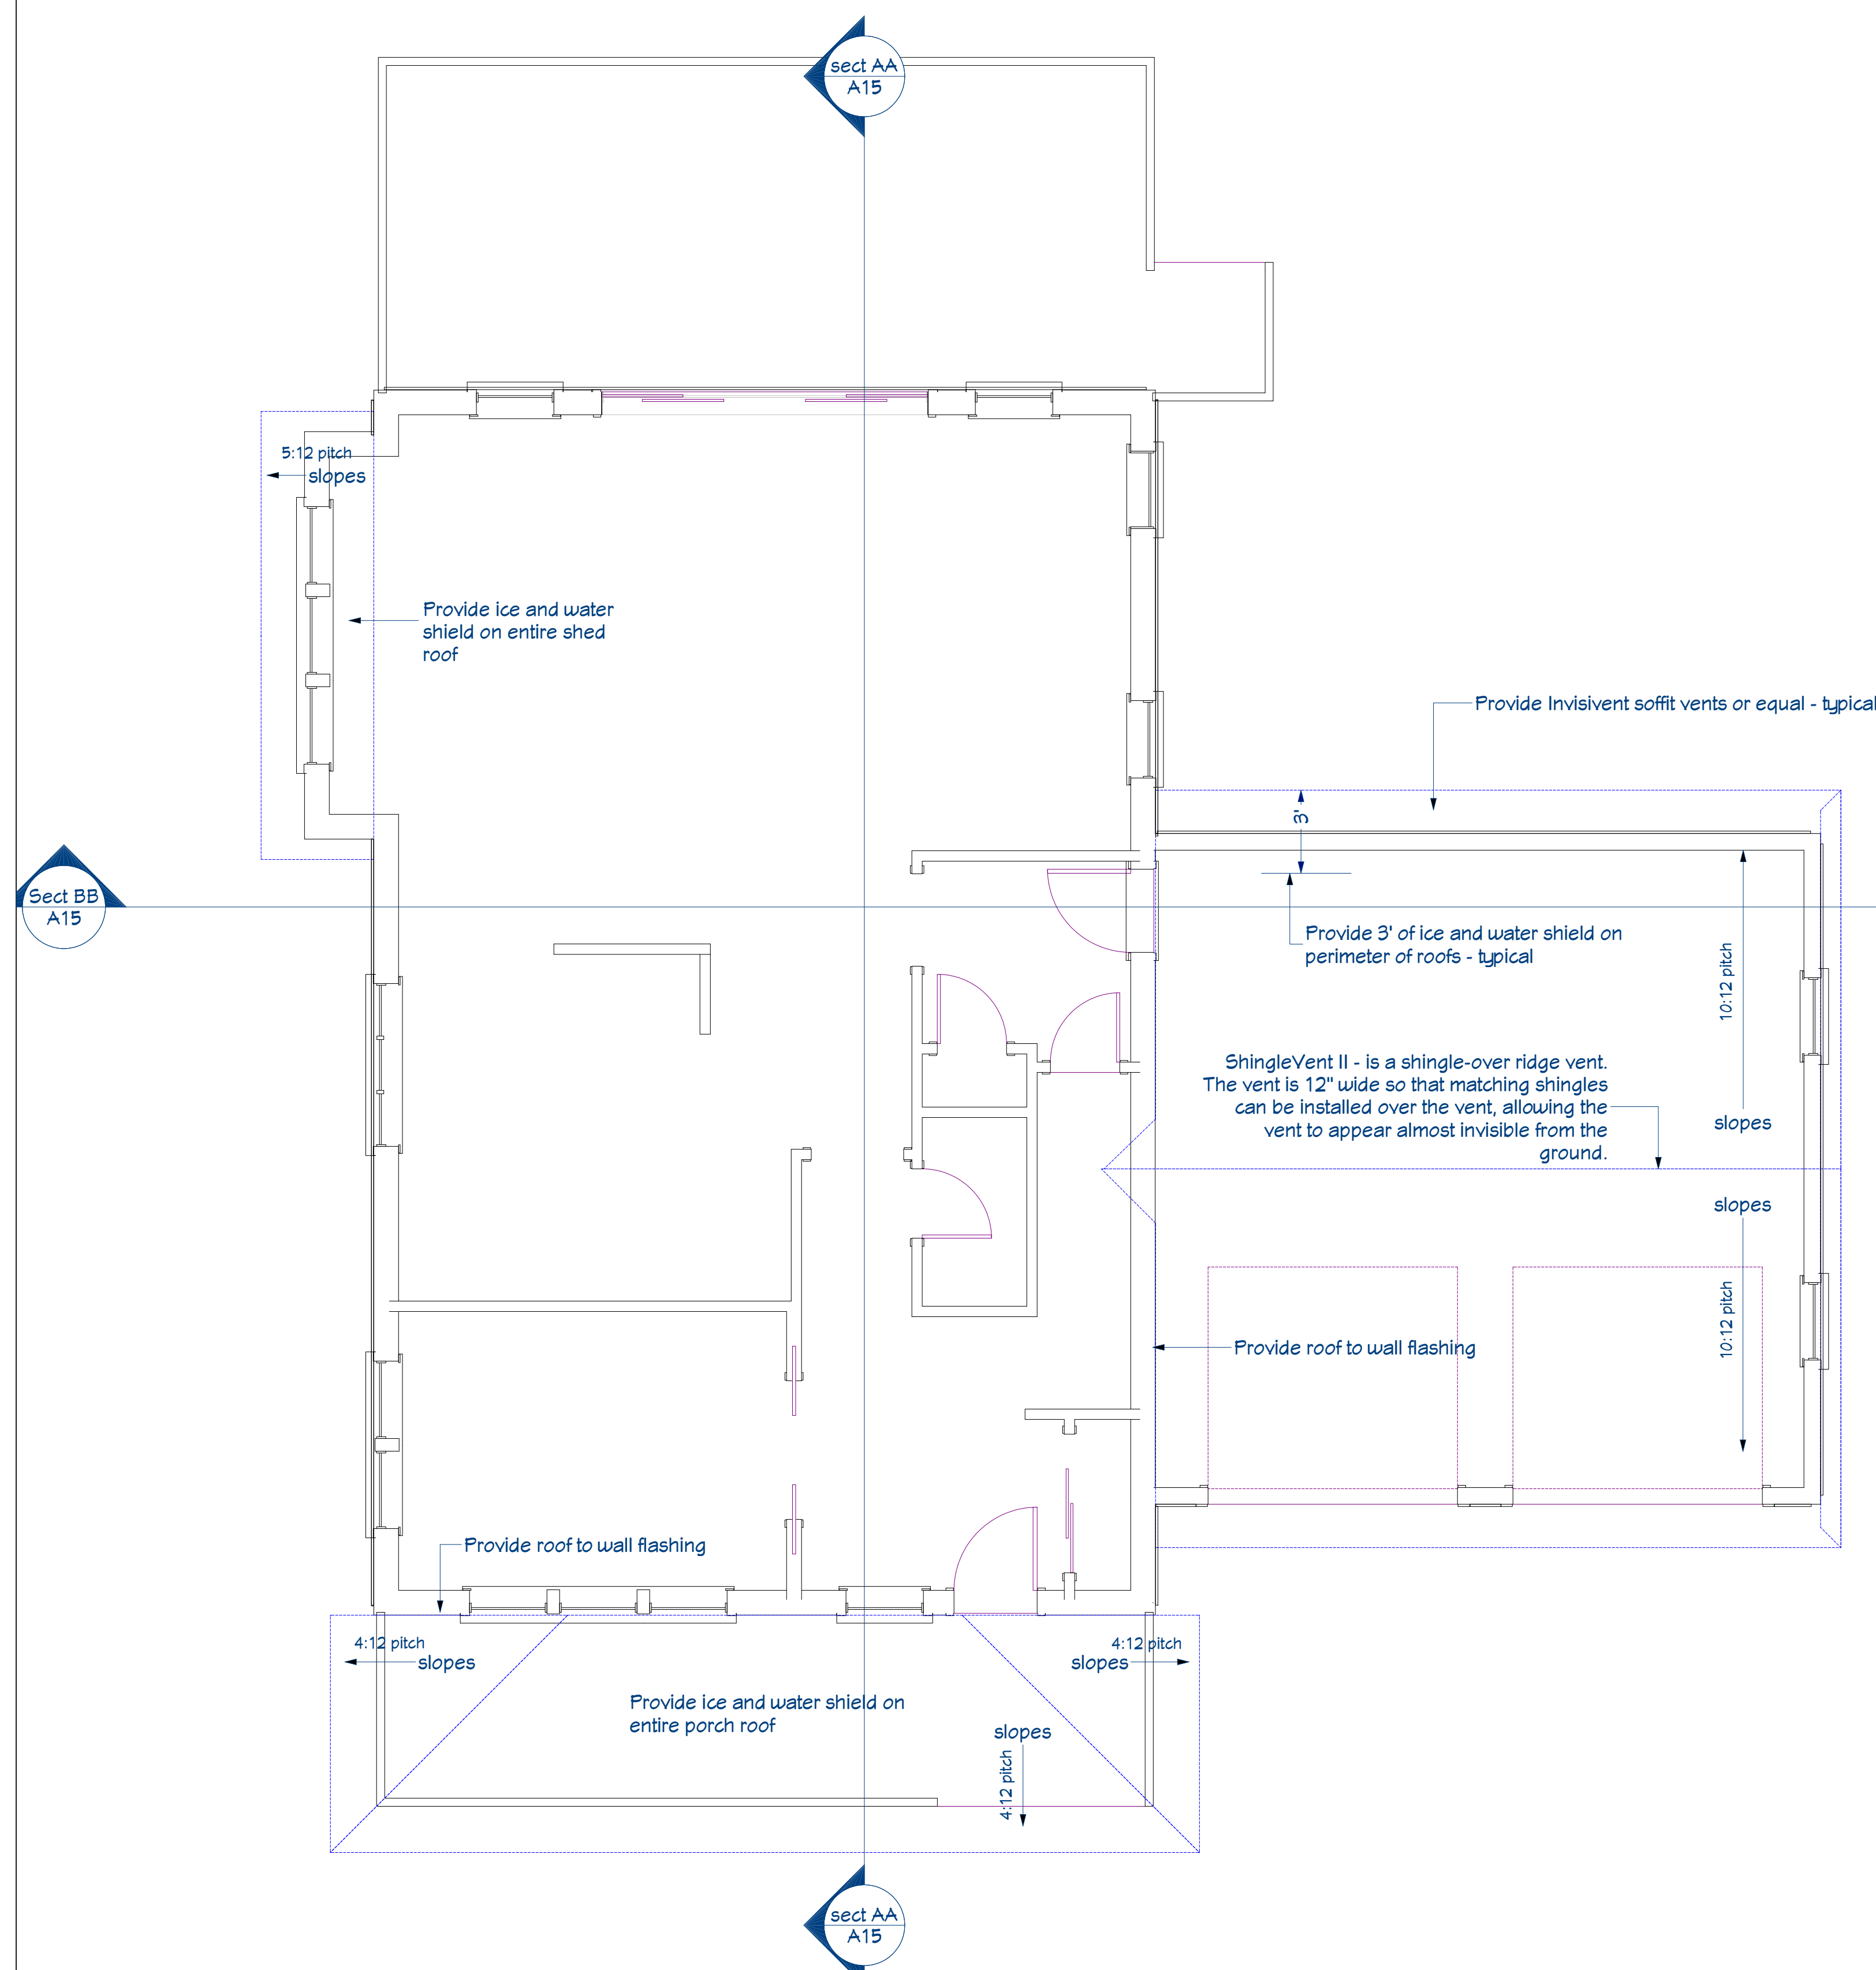 sect AA
A15
5:12 pitch
slopes
Provide ice and water
shield on entire shed
roof
Provide Invisivent soffit vents or equal - typical
3'
Sect BB
A15
Provide 3' of ice and water shield on
perimeter of roofs - typical
10:12 pitch
ShingleVent II - is a shingle-over ridge vent.
The vent is 12" wide so that matching shingles
can be installed over the vent, allowing the
vent to appear almost invisible from the
ground.
slopes
slopes
10:12 pitch
Provide roof to wall flashing
Provide roof to wall flashing
4:12 pitch
slopes
4:12 pitch
slopes
Provide ice and water shield on
entire porch roof
slopes
4:12 pitch
sect AA
A15